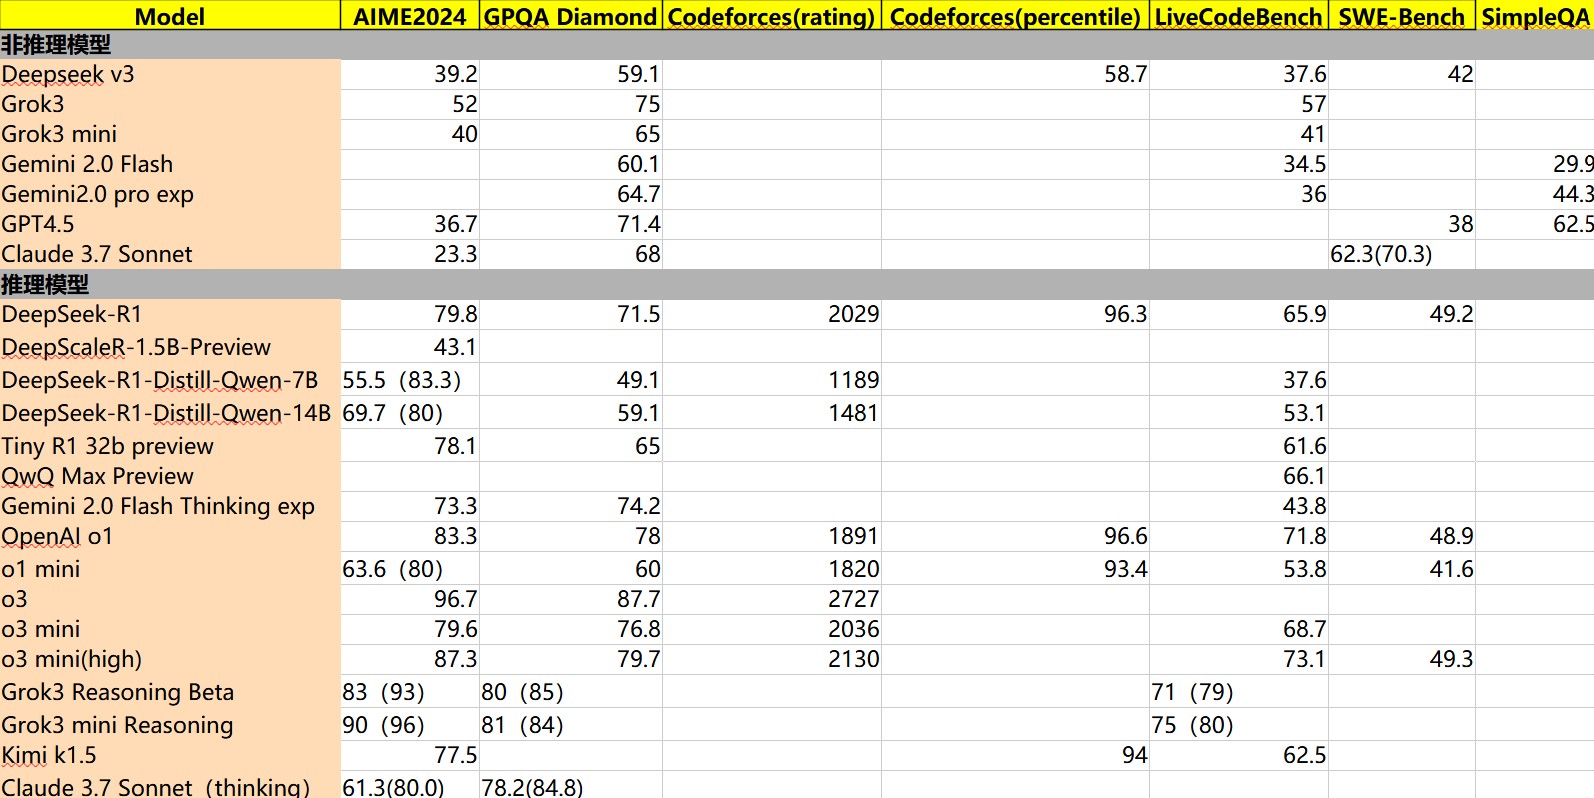 Model AIME2024 GPQA Diamond Codeforces(rating) Codeforces(percentile) LiveCodeBench SWE-Bench SimpleQA
非推理模型
Deepseek v3 39.2 59.1 58.7 37.6 42
Grok3 52 75 57
Grok3 mini 40 65 41
Gemini 2.0 Flash 60.1 34.5 29.9
Gemini2.0 pro exp 64.7 36 44.3
GPT4.5 36.7 71.4 38 62.5
Claude 3.7 Sonnet 23.3 68 62.3(70.3)
推理模型
DeepSeek-R1 79.8 71.5 2029 96.3 65.9 49.2
DeepScaleR-1.5B-Preview 43.1
DeepSeek-R1-Distill-Qwen-7B 55.5（83.3） 49.1 1189 37.6
DeepSeek-R1-Distill-Qwen-14B 69.7（80） 59.1 1481 53.1
Tiny R1 32b preview 78.1 65 61.6
QwQ Max Preview 66.1
Gemini 2.0 Flash Thinking exp 73.3 74.2 43.8
OpenAI o1 83.3 78 1891 96.6 71.8 48.9
o1 mini 63.6（80） 60 1820 93.4 53.8 41.6
o3 96.7 87.7 2727
o3 mini 79.6 76.8 2036 68.7
o3 mini(high) 87.3 79.7 2130 73.1 49.3
Grok3 Reasoning Beta 83（93） 80（85） 71（79）
Grok3 mini Reasoning 90（96） 81（84） 75（80）
Kimi k1.5 77.5 94 62.5
Claude 3.7 Sonnet（thinking） 61.3(80.0) 78.2(84.8)